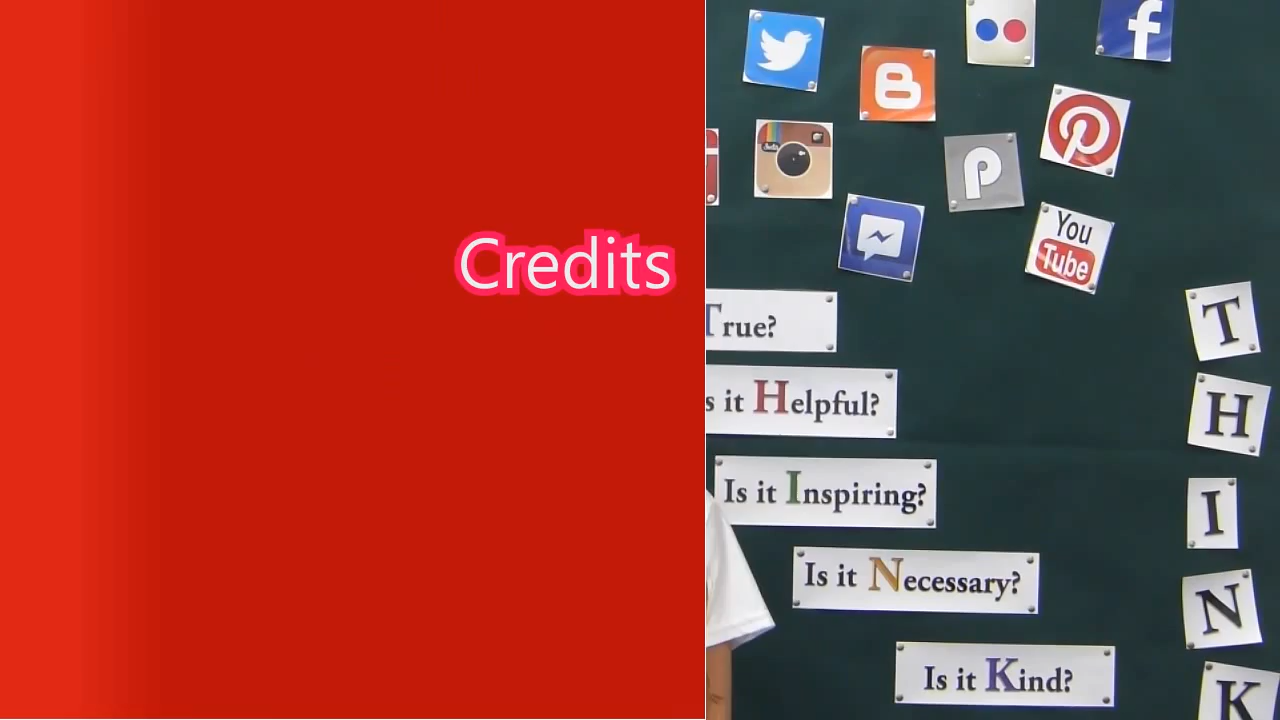 Credits
You
Tube
True?
s it Helpful?
Is it Inspiring?
Is it Necessary?
Is it Kind?
T
H
I
N
K